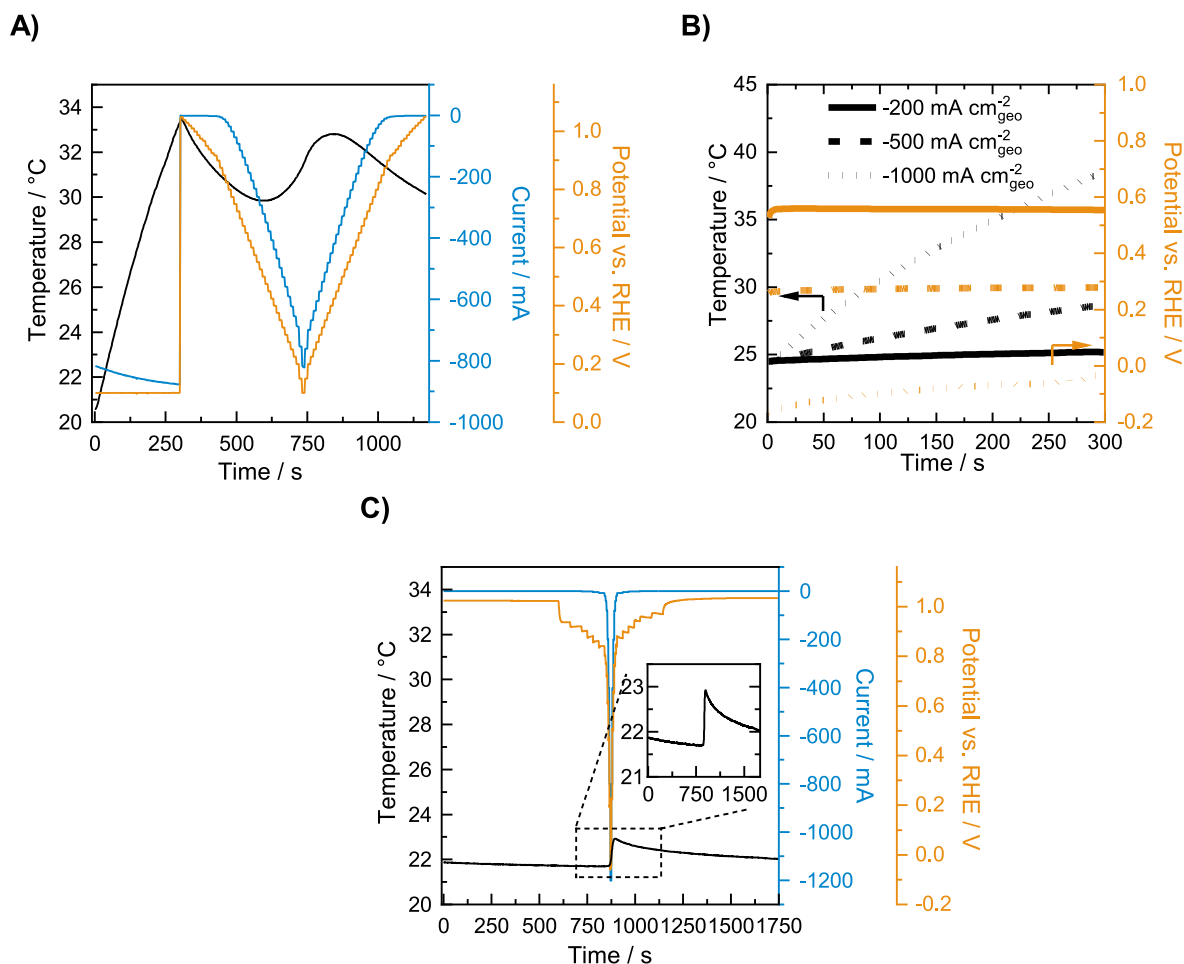 A)
34
32
30
28
26
24
22
20
Temperature / °C
0 250 500 750 1000
Time / s
0
-200
-400
-600
-800
-1000
Current / mA
1.0
0.8
0.6
0.4
0.2
0.0
Potential vs. RHE / V
B)
45
40
35
30
25
20
Temperature / °C
0 50 100 150 200 250 300
Time / s
-200 mA cm-2geo
-500 mA cm-2geo
-1000 mA cm-2geo
1.0
0.8
0.6
0.4
0.2
0.0
-0.2
Potential vs. RHE / V
C)
34
32
30
28
26
24
22
20
Temperature / °C
0 250 500 750 1000 1250 1500 1750
Time / s
23
22
21
0 750 1500
0
-200
-400
-600
-800
-1000
-1200
Current / mA
1.0
0.8
0.6
0.4
0.2
0.0
-0.2
Potential vs. RHE / V